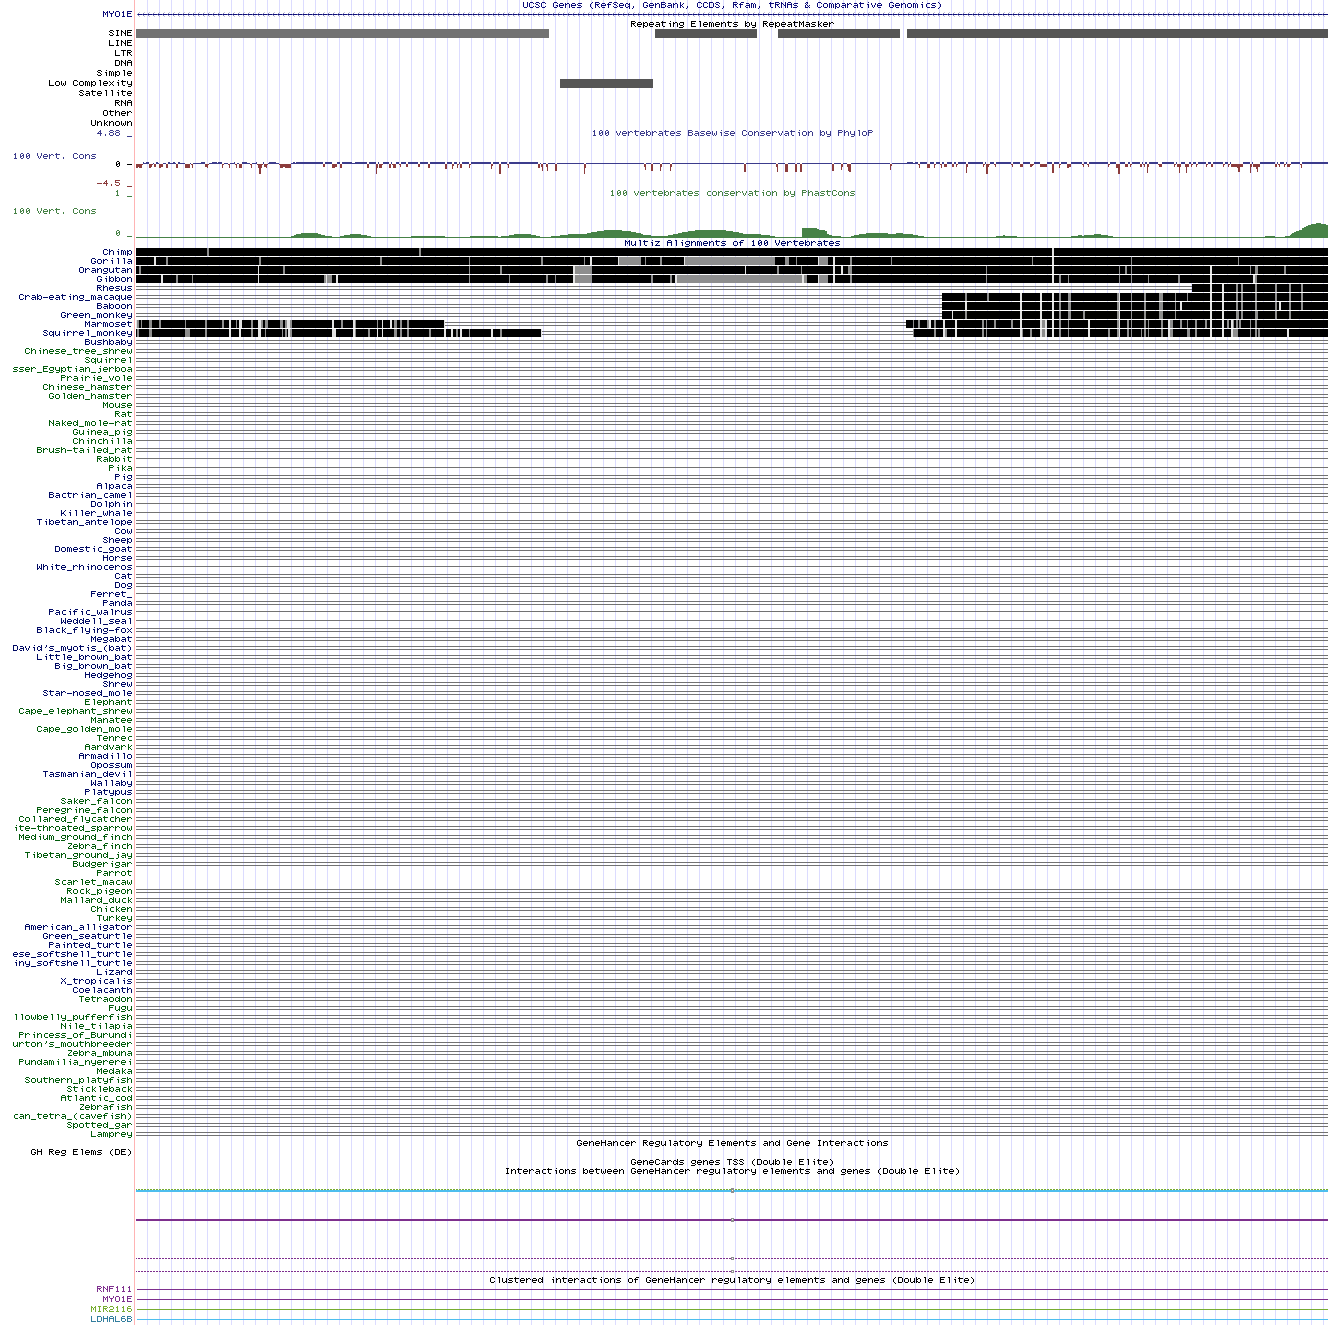 UCSC Genes (RefSeq, GenBank, CCDS, Rfam, tRNAs & Comparative Genomics)
MYO1E
Repeating Elements by RepeatMasker
SINE
LINE
LTR
DNA
Simple
Low Complexity
Satellite
RNA
Other
Unknown
4.88 _
100 vertebrates Basewise Conservation by PhyloP
100 Vert. Cons
0 _
-4.5 _
1 _
100 vertebrates conservation by PhastCons
100 Vert. Cons
0 _
Multiz Alignments of 100 Vertebrates
Chimp
Gorilla
Orangutan
Gibbon
Rhesus
Crab-eating_macaque
Baboon
Green_monkey
Marmoset
Squirrel_monkey
Bushbaby
Chinese_tree_shrew
Squirrel
sser_Egyptian_jerboa
Prairie_vole
Chinese_hamster
Golden_hamster
Mouse
Rat
Naked_mole-rat
Guinea_pig
Chinchilla
Brush-tailed_rat
Rabbit
Pika
Pig
Alpaca
Bactrian_camel
Dolphin
Killer_whale
Tibetan_antelope
Cow
Sheep
Domestic_goat
Horse
White_rhinoceros
Cat
Dog
Ferret_
Panda
Pacific_walrus
Weddell_seal
Black_flying-fox
Megabat
David's_myotis_(bat)
Little_brown_bat
Big_brown_bat
Hedgehog
Shrew
Star-nosed_mole
Elephant
Cape_elephant_shrew
Manatee
Cape_golden_mole
Tenrec
Aardvark
Armadillo
Opossum
Tasmanian_devil
Wallaby
Platypus
Saker_falcon
Peregrine_falcon
Collared_flycatcher
ite-throated_sparrow
Medium_ground_finch
Zebra_finch
Tibetan_ground_jay
Budgerigar
Parrot
Scarlet_macaw
Rock_pigeon
Mallard_duck
Chicken
Turkey
American_alligator
Green_seaturtle
Painted_turtle
ese_softshell_turtle
iny_softshell_turtle
Lizard
X_tropicalis
Coelacanth
Tetraodon
Fugu
llowbelly_pufferfish
Nile_tilapia
Princess_of_Burundi
urton's_mouthbreeder
Zebra_mbuna
Pundamilia_nyererei
Medaka
Southern_platyfish
Stickleback
Atlantic_cod
Zebrafish
can_tetra_(cavefish)
Spotted_gar
Lamprey
GeneHancer Regulatory Elements and Gene Interactions
GH Reg Elems (DE)
GeneCards genes TSS (Double Elite)
Interactions between GeneHancer regulatory elements and genes (Double Elite)
Clustered interactions of GeneHancer regulatory elements and genes (Double Elite)
RNF111
MYO1E
MIR2116
LDHAL6B